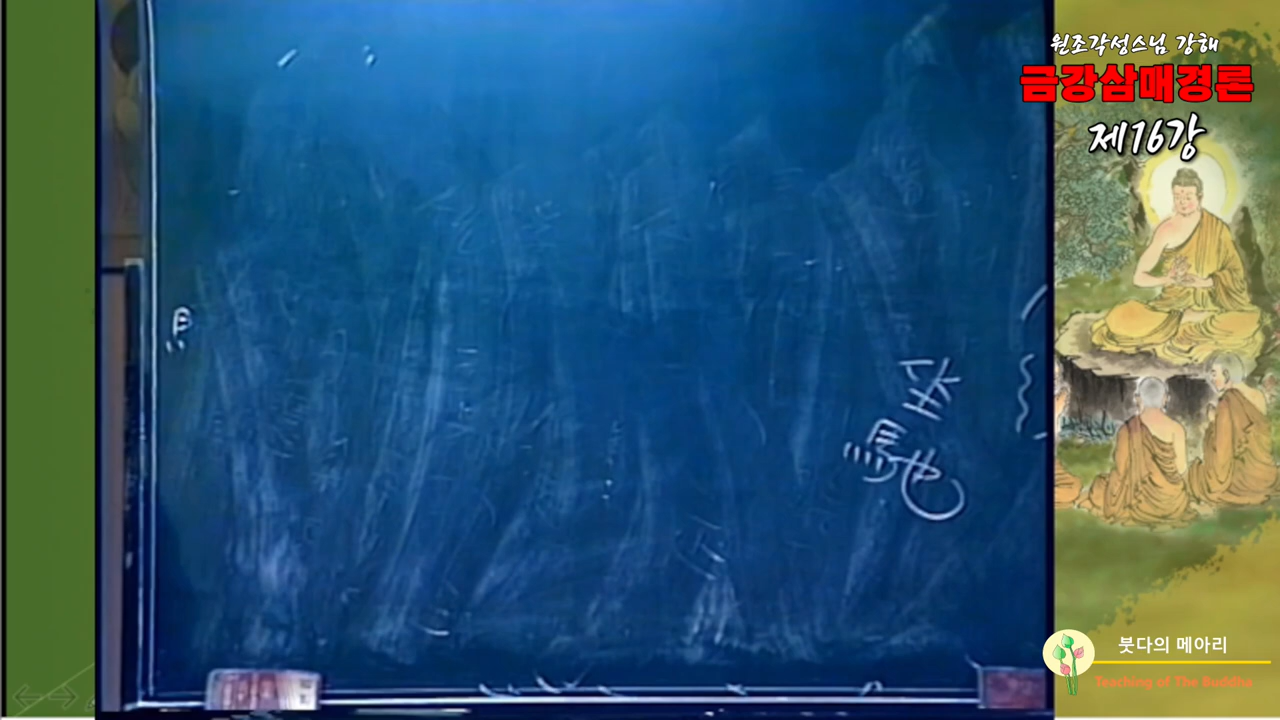 원조각성스님 강해
금강삼매경론
제16강
붓다의 메아리
Teaching of The Buddha